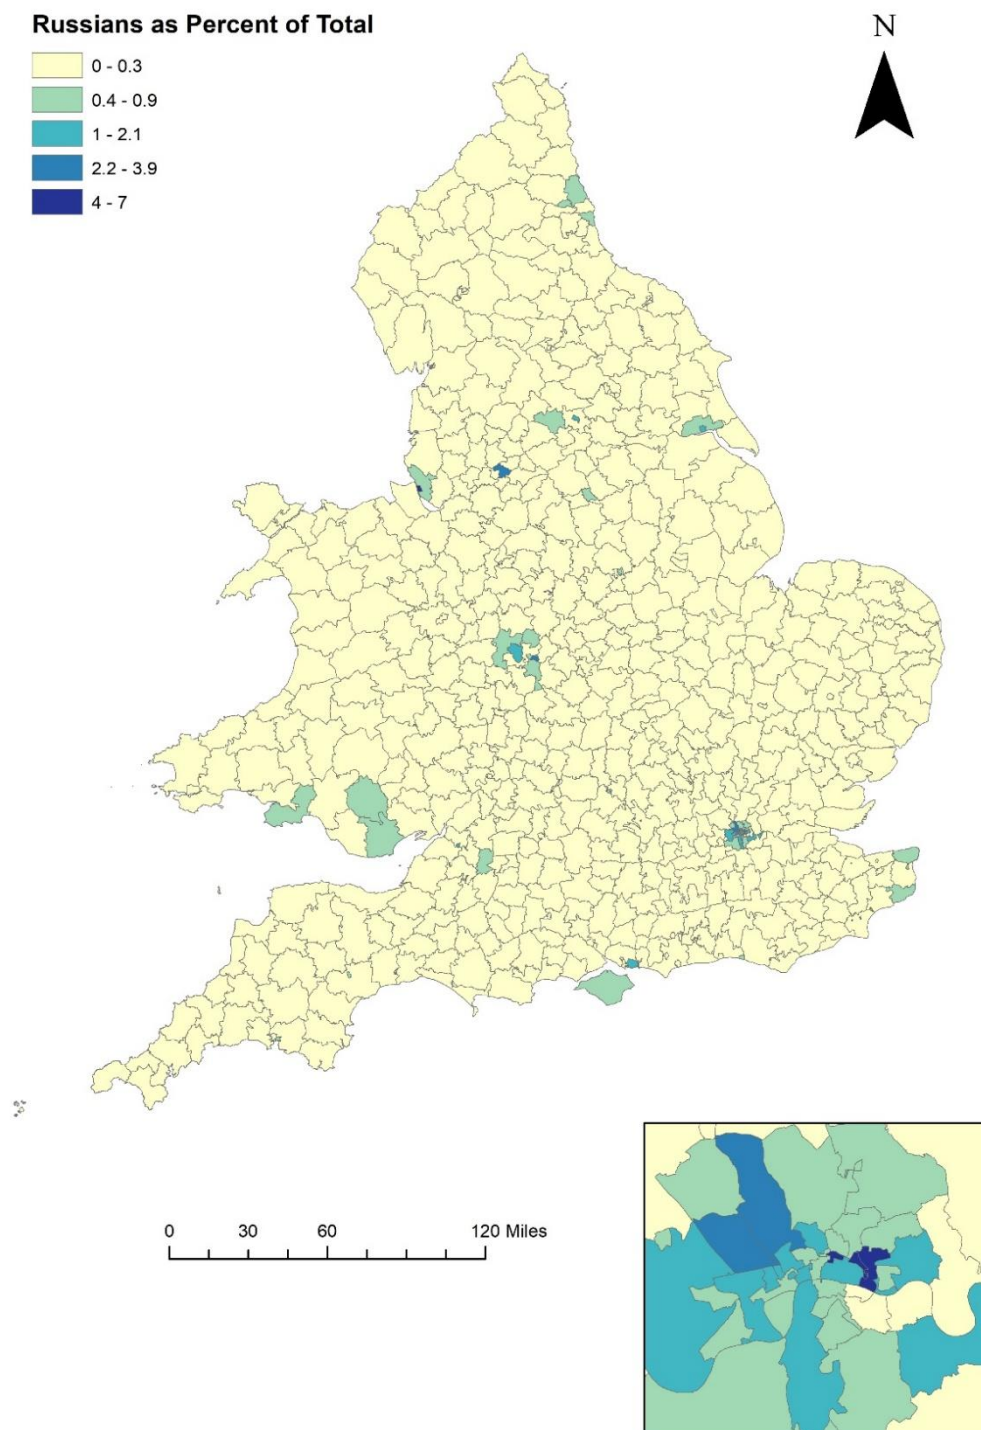 Russians as Percent of Total
N
0 - 0.3
0.4 - 0.9
1 - 2.1
2.2 - 3.9
4 - 7
0 30 60 120 Miles